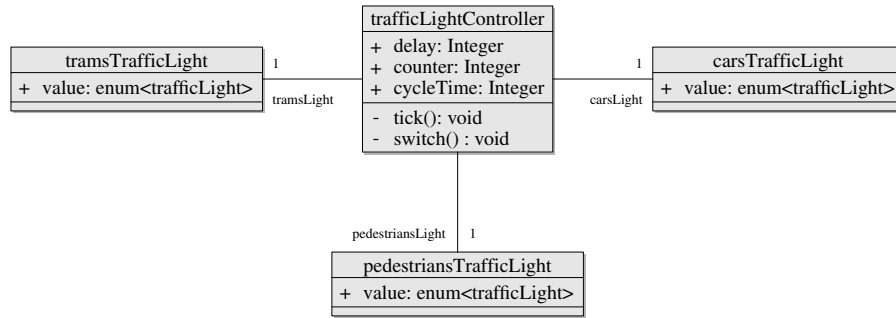 trafficLightController
+ delay: Integer
+ counter: Integer
+ cycleTime: Integer
- tick(): void
- switch() : void
tramsTrafficLight
+ value: enum<trafficLight>
1
tramsLight
1
carsLight
carsTrafficLight
+ value: enum<trafficLight>
pedestriansLight 1
pedestriansTrafficLight
+ value: enum<trafficLight>